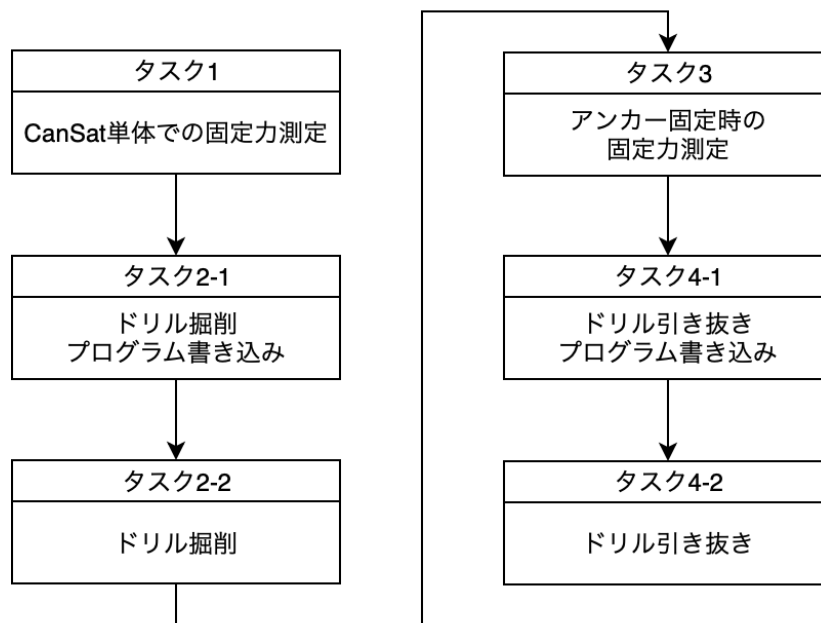 タスク1
CanSat単体での固定力測定
タスク2-1
ドリル掘削
プログラム書き込み
タスク2-2
ドリル掘削
タスク3
アンカー固定時の
固定力測定
タスク4-1
ドリル引き抜き
プログラム書き込み
タスク4-2
ドリル引き抜き